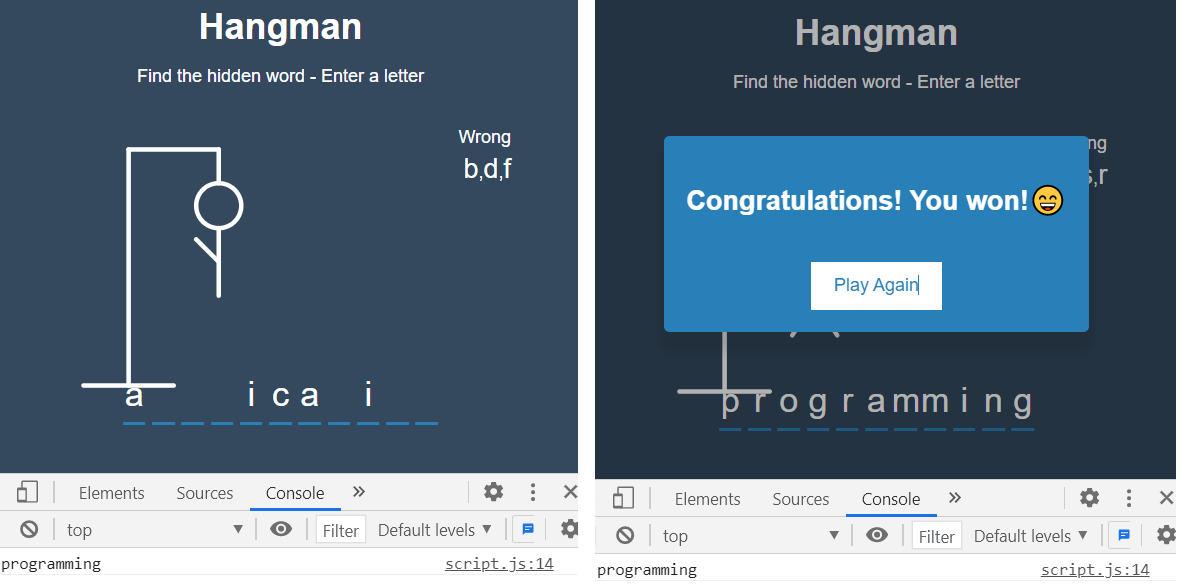 Hangman
Find the hidden word - Enter a letter
Wrong
b,d,f
a i c a i
Elements Sources Console »
top Filter Default levels
programming script.js:14
Hangman
Find the hidden word - Enter a letter
ng
s,r
Congratulations! You won!😄
Play Again
p r o g r a m m i n g
Elements Sources Console »
top Filter Default levels
programming script.js:14